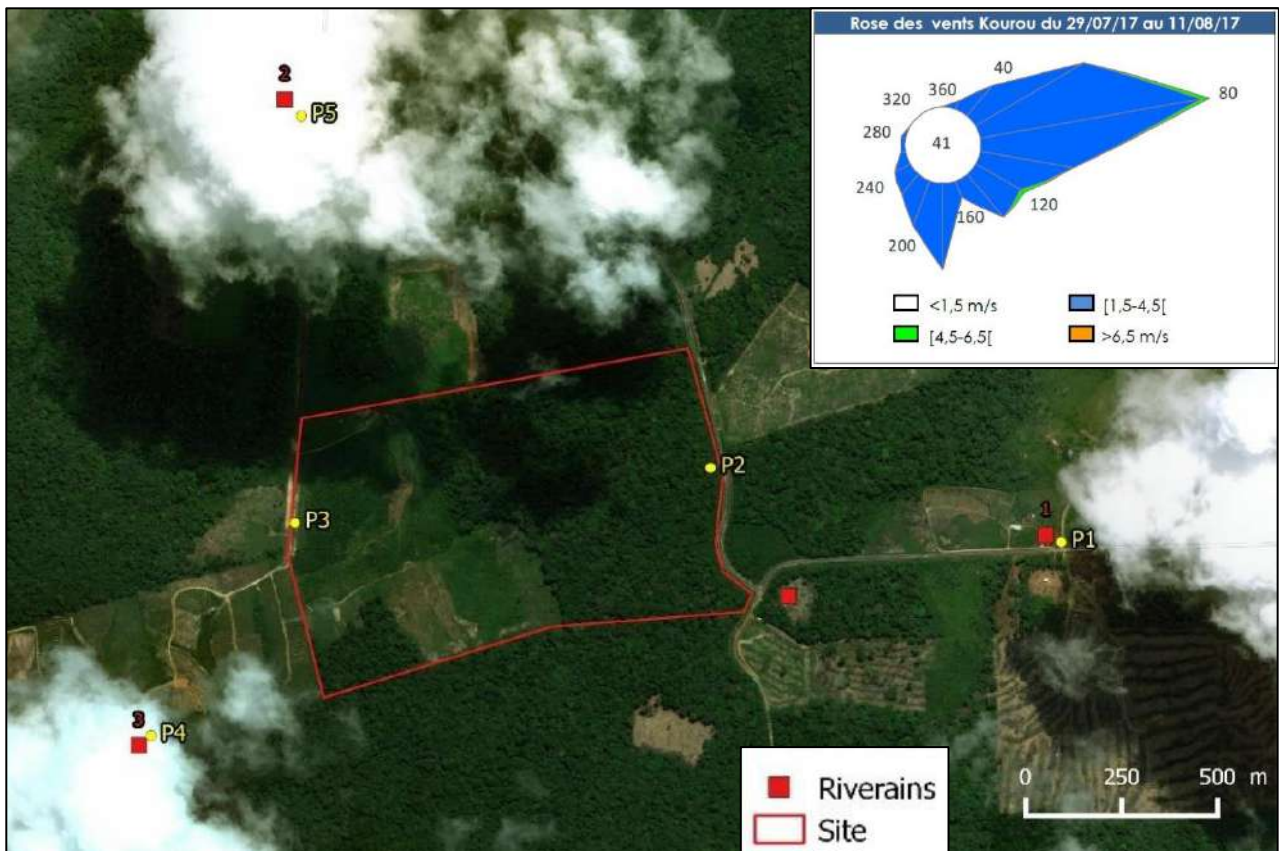 Rose des vents Kourou du 29/07/17 au 11/08/17
40
360
80
320
280
41
240
120
160
200
<1,5 m/s
[1,5-4,5[
[4,5-6,5[
>6,5 m/s
2
P5
P2
P3
1
P1
3
P4
0 250 500 m
Riverains
Site